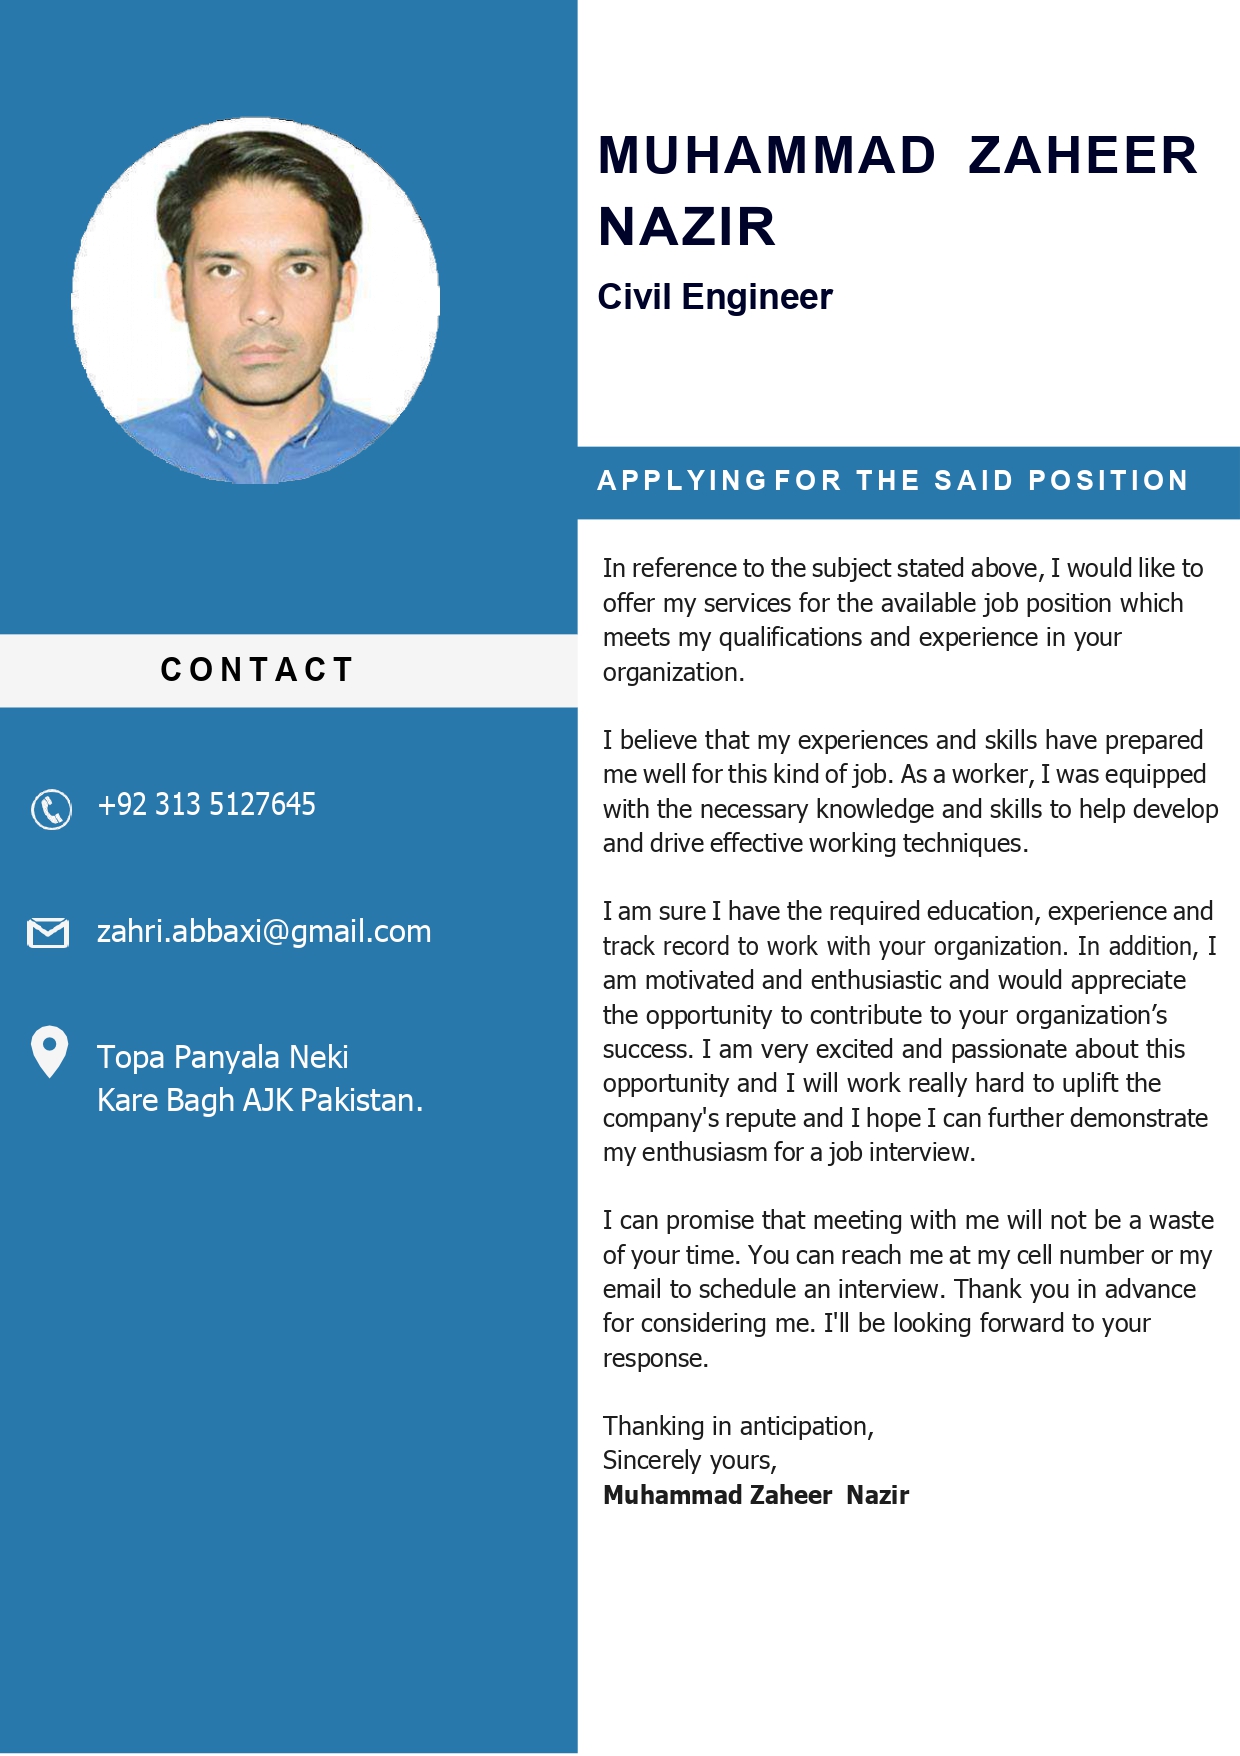 MUHAMMAD ZAHEER
NAZIR
Civil Engineer
APPLYING FOR THE SAID POSITION
In reference to the subject stated above, I would like to
offer my services for the available job position which
meets my qualifications and experience in your
organization.
I believe that my experiences and skills have prepared
me well for this kind of job. As a worker, I was equipped
with the necessary knowledge and skills to help develop
and drive effective working techniques.
I am sure I have the required education, experience and
track record to work with your organization. In addition, I
am motivated and enthusiastic and would appreciate
the opportunity to contribute to your organization’s
success. I am very excited and passionate about this
opportunity and I will work really hard to uplift the
company's repute and I hope I can further demonstrate
my enthusiasm for a job interview.
I can promise that meeting with me will not be a waste
of your time. You can reach me at my cell number or my
email to schedule an interview. Thank you in advance
for considering me. I'll be looking forward to your
response.
Thanking in anticipation,
Sincerely yours,
Muhammad Zaheer Nazir
CONTACT
+92 313 5127645
zahri.abbaxi@gmail.com
Topa Panyala Neki
Kare Bagh AJK Pakistan.